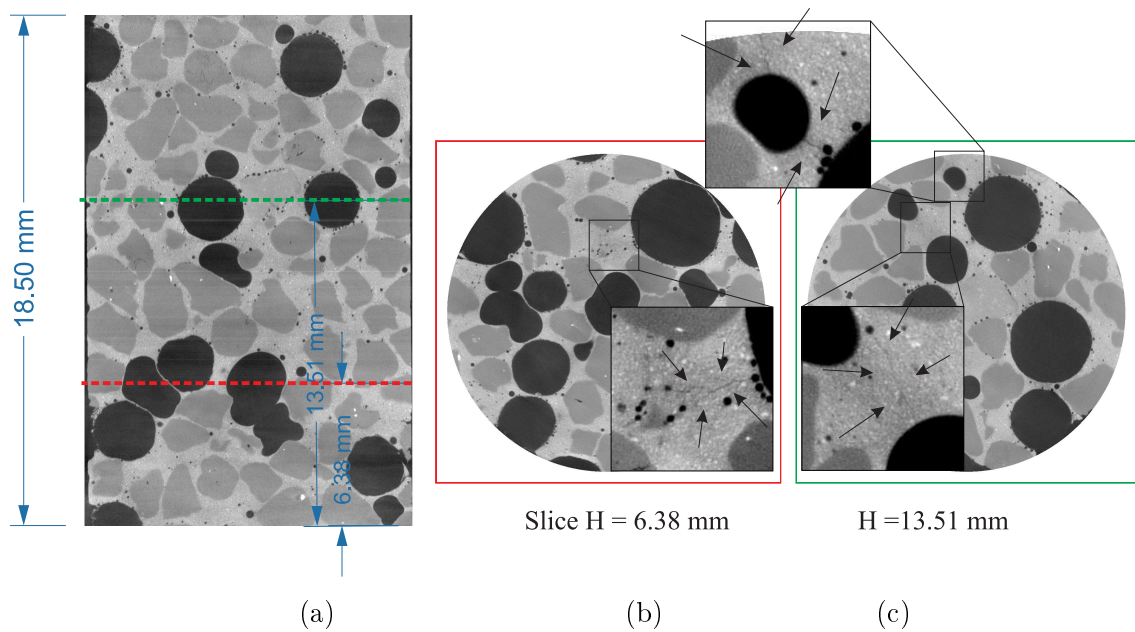 18.50 mm
13.51 mm
6.38 mm
Slice H = 6.38 mm
H =13.51 mm
(a)
(b)
(c)